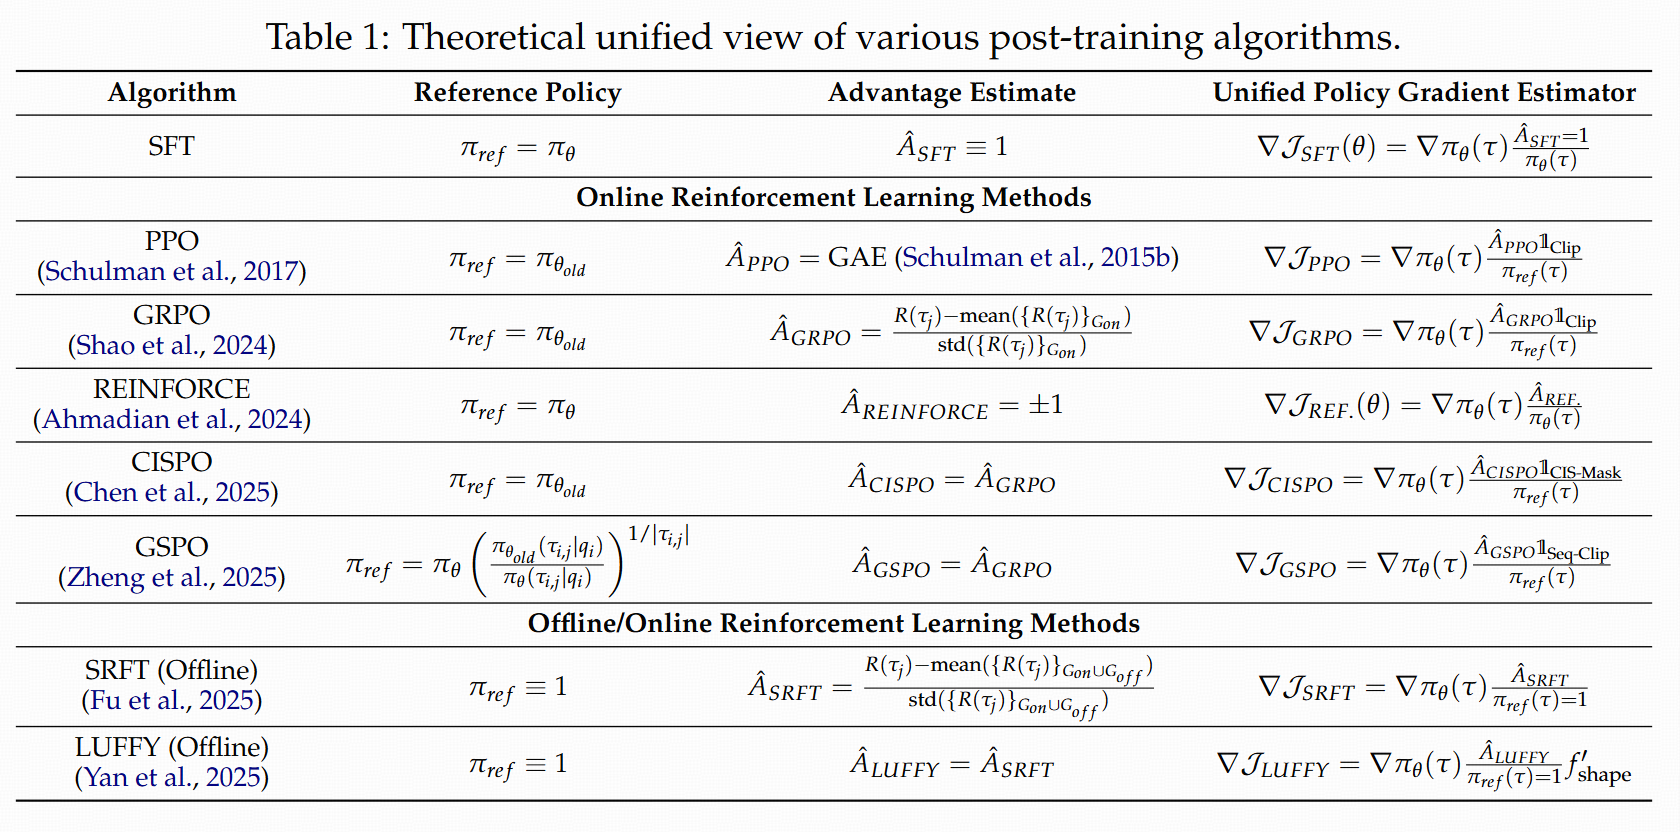 Table 1: Theoretical unified view of various post-training algorithms.
Algorithm Reference Policy Advantage Estimate Unified Policy Gradient Estimator
SFT $\pi_{ref} = \pi_\theta$ $\hat{A}_{SFT} \equiv 1$ $\nabla \mathcal{J}_{SFT}(\theta) = \nabla \pi_\theta(\tau) \frac{\hat{A}_{SFT}=1}{\pi_\theta(\tau)}$
Online Reinforcement Learning Methods
PPO
(Schulman et al., 2017) $\pi_{ref} = \pi_{\theta_{old}}$ $\hat{A}_{PPO}$ = GAE (Schulman et al., 2015b) $\nabla \mathcal{J}_{PPO} = \nabla \pi_\theta(\tau) \frac{\hat{A}_{PPO} \mathbb{1}_{\text{Clip}}}{\pi_{ref}(\tau)}$
GRPO
(Shao et al., 2024) $\pi_{ref} = \pi_{\theta_{old}}$ $\hat{A}_{GRPO} = \frac{R(\tau_j) - \text{mean}(\{R(\tau_j)\}_{G_{on}})}{\text{std}(\{R(\tau_j)\}_{G_{on}})}$ $\nabla \mathcal{J}_{GRPO} = \nabla \pi_\theta(\tau) \frac{\hat{A}_{GRPO} \mathbb{1}_{\text{Clip}}}{\pi_{ref}(\tau)}$
REINFORCE
(Ahmadian et al., 2024) $\pi_{ref} = \pi_\theta$ $\hat{A}_{REINFORCE} = \pm 1$ $\nabla \mathcal{J}_{REF.}(\theta) = \nabla \pi_\theta(\tau) \frac{\hat{A}_{REF.}}{\pi_\theta(\tau)}$
CISPO
(Chen et al., 2025) $\pi_{ref} = \pi_{\theta_{old}}$ $\hat{A}_{CISPO} = \hat{A}_{GRPO}$ $\nabla \mathcal{J}_{CISPO} = \nabla \pi_\theta(\tau) \frac{\hat{A}_{CISPO} \mathbb{1}_{\text{CIS-Mask}}}{\pi_{ref}(\tau)}$
GSPO
(Zheng et al., 2025) $\pi_{ref} = \pi_\theta \left( \frac{\pi_{\theta_{old}}(\tau_{i,j}|q_i)}{\pi_\theta(\tau_{i,j}|q_i)} \right)^{1/|\tau_{i,j}|}$ $\hat{A}_{GSPO} = \hat{A}_{GRPO}$ $\nabla \mathcal{J}_{GSPO} = \nabla \pi_\theta(\tau) \frac{\hat{A}_{GSPO} \mathbb{1}_{\text{Seq-Clip}}}{\pi_{ref}(\tau)}$
Offline/Online Reinforcement Learning Methods
SRFT (Offline)
(Fu et al., 2025) $\pi_{ref} \equiv 1$ $\hat{A}_{SRFT} = \frac{R(\tau_j) - \text{mean}(\{R(\tau_j)\}_{G_{on} \cup G_{off}})}{\text{std}(\{R(\tau_j)\}_{G_{on} \cup G_{off}})}$ $\nabla \mathcal{J}_{SRFT} = \nabla \pi_\theta(\tau) \frac{\hat{A}_{SRFT}}{\pi_{ref}(\tau)=1}$
LUFFY (Offline)
(Yan et al., 2025) $\pi_{ref} \equiv 1$ $\hat{A}_{LUFFY} = \hat{A}_{SRFT}$ $\nabla \mathcal{J}_{LUFFY} = \nabla \pi_\theta(\tau) \frac{\hat{A}_{LUFFY}}{\pi_{ref}(\tau)=1} f'_{\text{shape}}$